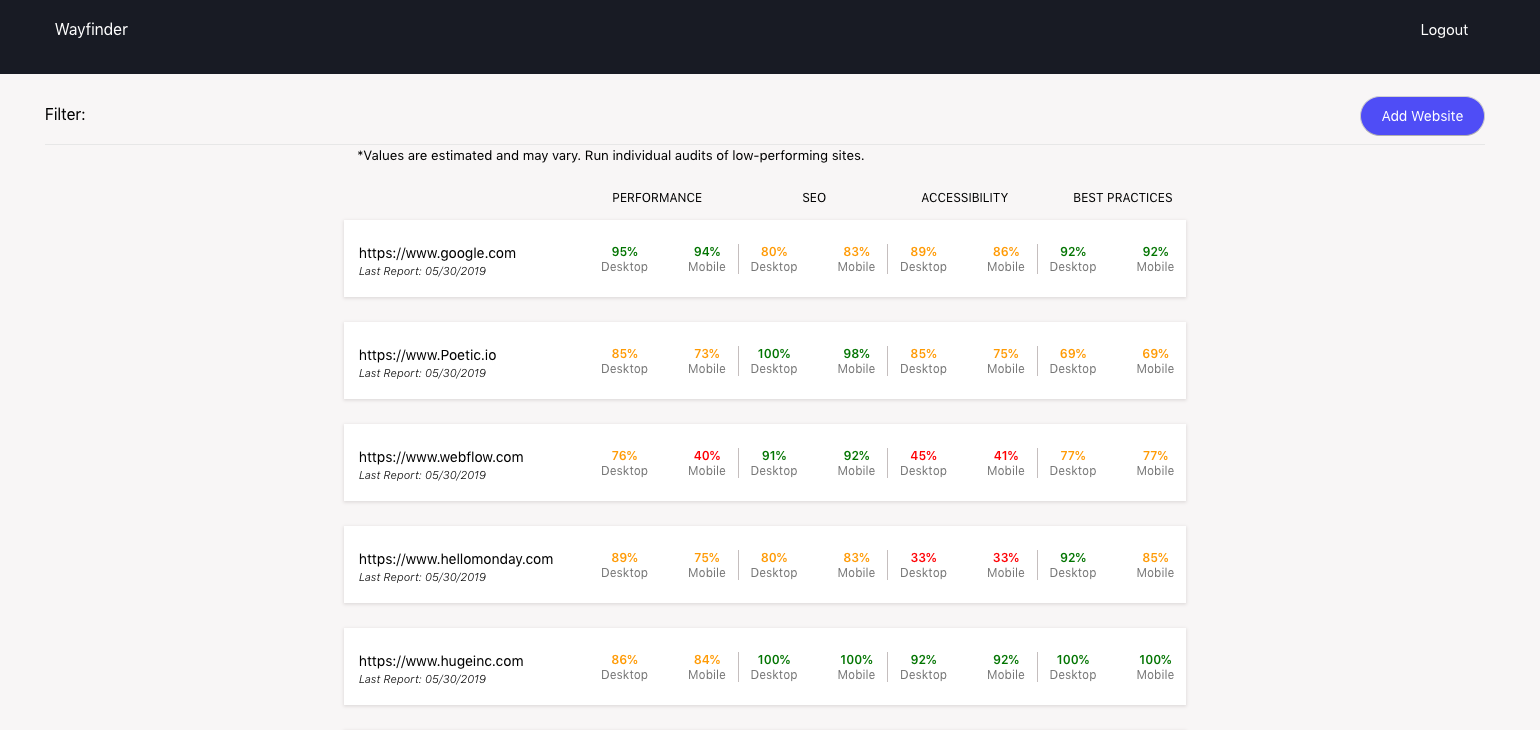 Wayfinder Logout
Filter: Add Website
*Values are estimated and may vary. Run individual audits of low-performing sites.
PERFORMANCE SEO ACCESSIBILITY BEST PRACTICES
https://www.google.com 95% 94% 80% 83% 89% 86% 92% 92%
Last Report: 05/30/2019 Desktop Mobile Desktop Mobile Desktop Mobile Desktop Mobile
https://www.Poetic.io 85% 73% 100% 98% 85% 75% 69% 69%
Last Report: 05/30/2019 Desktop Mobile Desktop Mobile Desktop Mobile Desktop Mobile
https://www.webflow.com 76% 40% 91% 92% 45% 41% 77% 77%
Last Report: 05/30/2019 Desktop Mobile Desktop Mobile Desktop Mobile Desktop Mobile
https://www.hellomonday.com 89% 75% 80% 83% 33% 33% 92% 85%
Last Report: 05/30/2019 Desktop Mobile Desktop Mobile Desktop Mobile Desktop Mobile
https://www.hugeinc.com 86% 84% 100% 100% 92% 92% 100% 100%
Last Report: 05/30/2019 Desktop Mobile Desktop Mobile Desktop Mobile Desktop Mobile